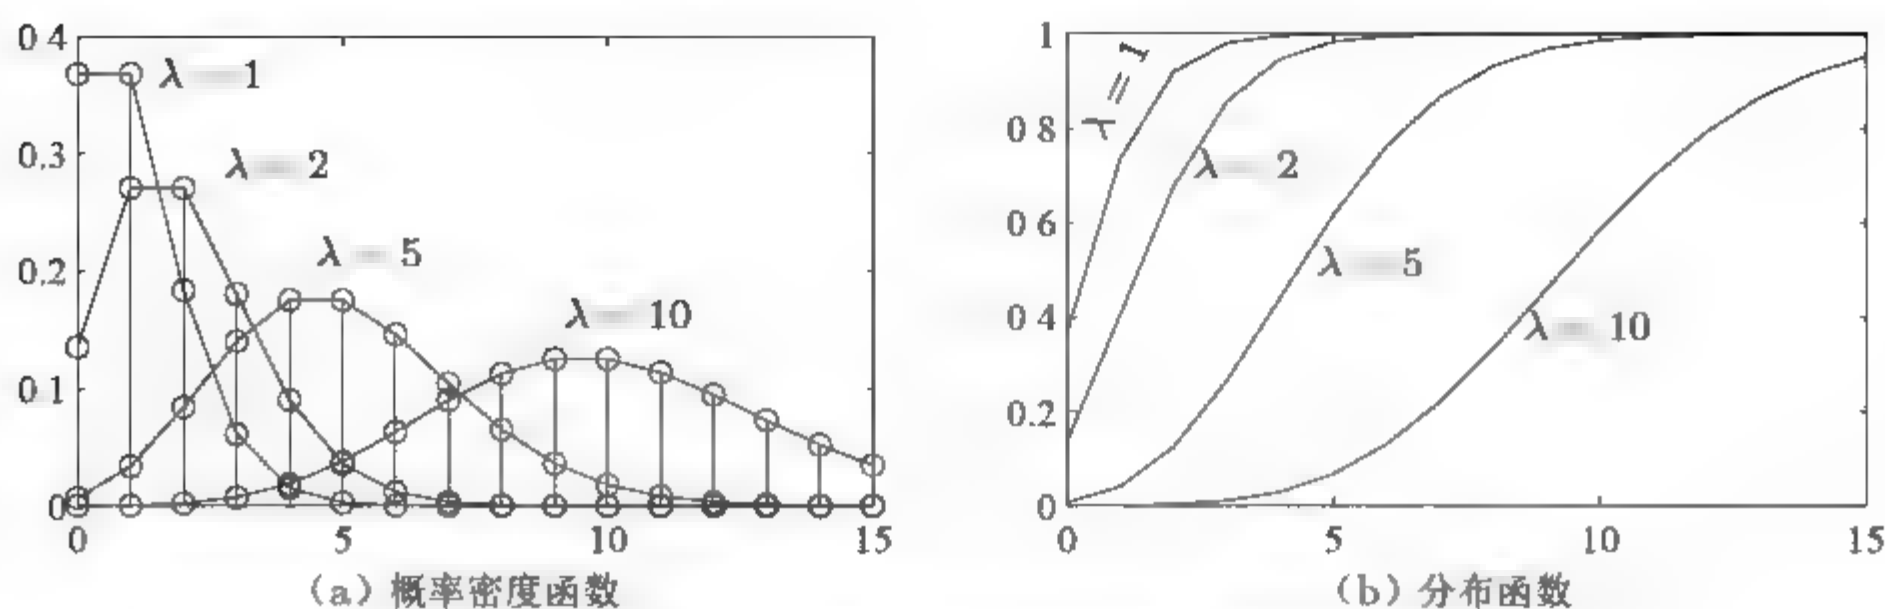 0 4
0.3
0.2
0.1
0
0
5
10
15
λ = 1
λ = 2
λ = 5
λ = 10
(a) 概率密度函数
1
0 8
0 6
0 4
0.2
0
0
5
10
15
λ = 1
λ = 2
λ = 5
λ = 10
(b) 分布函数